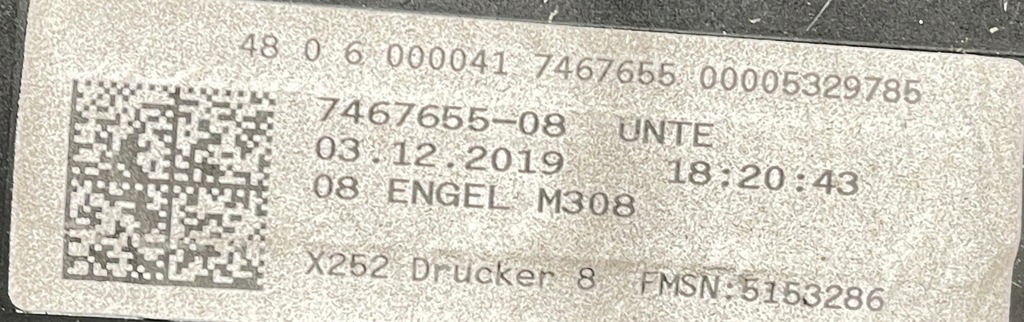 48 0 6 000041 7467655 00005329785
7467655-08 UNTE
03.12.2019 18:20:43
08 ENGEL M308
X252 Drucker 8 FMSN:5153286